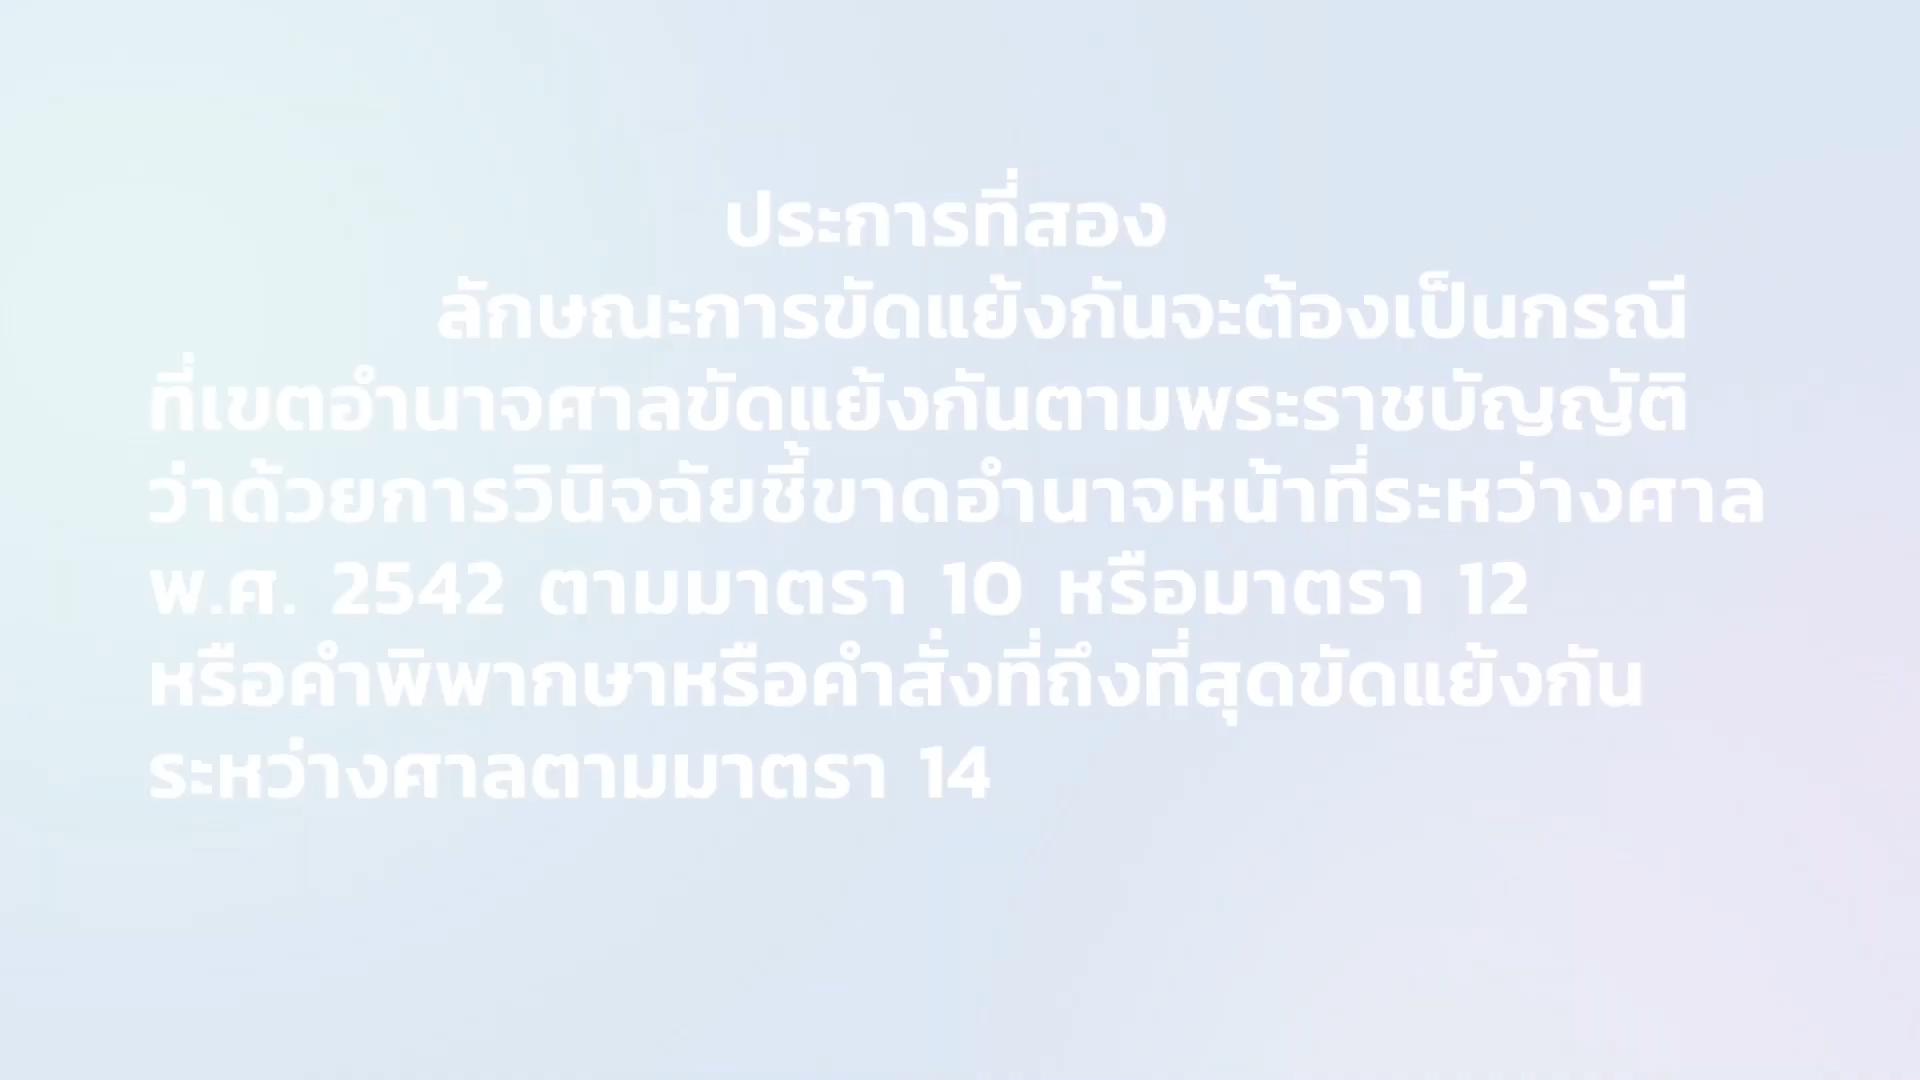 ประการที่สอง
ลักษณะการขัดแย้งกันจะต้องเป็นกรณี
ที่เขตอำนาจศาลขัดแย้งกันตามพระราชบัญญัติ
ว่าด้วยการวินิจฉัยชี้ขาดอำนาจหน้าที่ระหว่างศาล
พ.ศ. 2542 ตามมาตรา 10 หรือมาตรา 12
หรือคำพิพากษาหรือคำสั่งที่ถึงที่สุดขัดแย้งกัน
ระหว่างศาลตามมาตรา 14